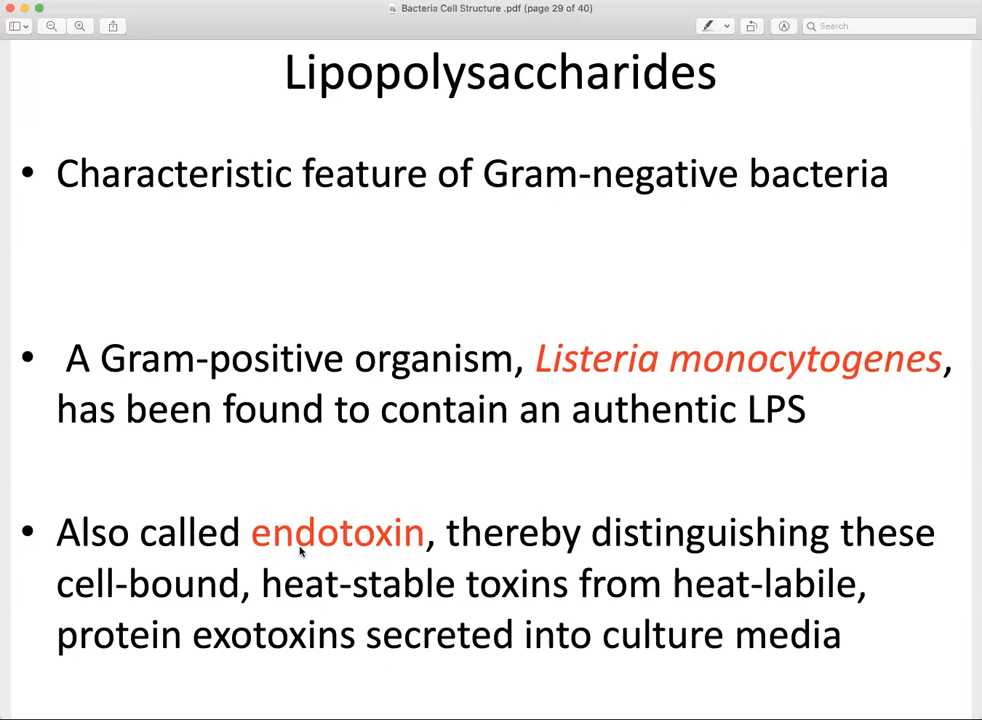 Bacteria Cell Structure .pdf (page 29 of 40)
Search
Lipopolysaccharides
• Characteristic feature of Gram-negative bacteria
• A Gram-positive organism, Listeria monocytogenes,
has been found to contain an authentic LPS
• Also called endotoxin, thereby distinguishing these
cell-bound, heat-stable toxins from heat-labile,
protein exotoxins secreted into culture media